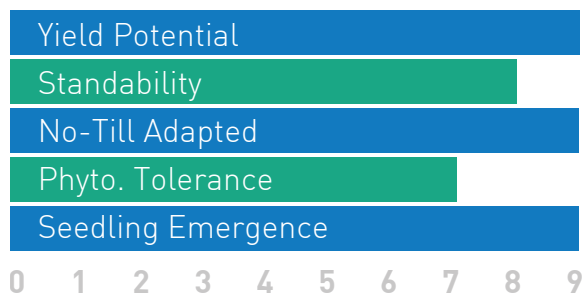 Yield Potential
Standability
No-Till Adapted
Phyto. Tolerance
Seedling Emergence
0 1 2 3 4 5 6 7 8 9